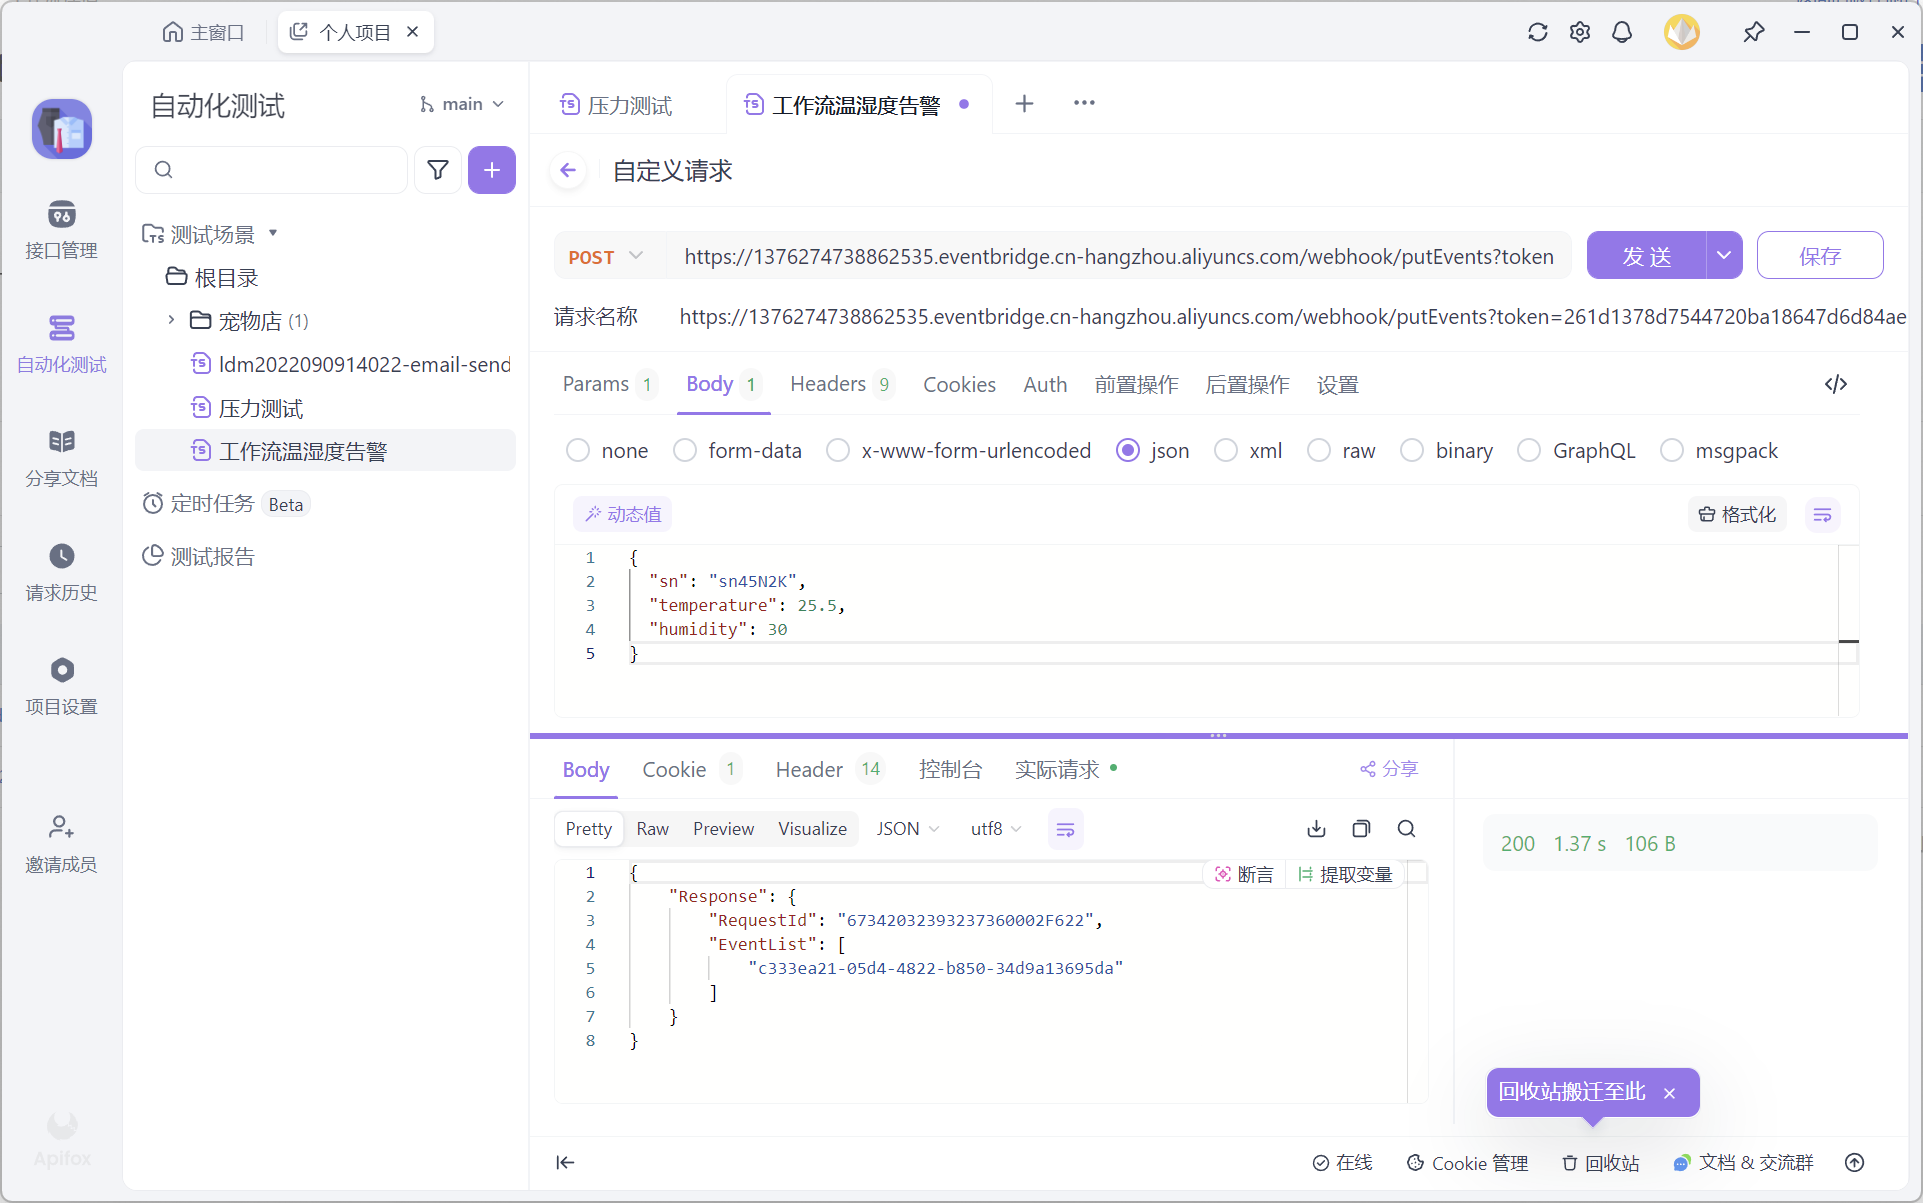 主窗口
个人项目
自动化测试
main
接口管理
自动化测试
分享文档
请求历史
项目设置
邀请成员
Apifox
测试场景
根目录
宠物店 (1)
ldm2022090914022-email-send
压力测试
工作流温湿度告警
定时任务 Beta
测试报告
压力测试
工作流温湿度告警
自定义请求
POST
https://1376274738862535.eventbridge.cn-hangzhou.aliyuncs.com/webhook/putEvents?token
发 送
保存
请求名称
https://1376274738862535.eventbridge.cn-hangzhou.aliyuncs.com/webhook/putEvents?token=261d1378d7544720ba18647d6d84ae
Params 1 Body 1 Headers 9 Cookies Auth 前置操作 后置操作 设置
none form-data x-www-form-urlencoded json xml raw binary GraphQL msgpack
动态值
格式化
1 {
2 "sn": "sn45N2K",
3 "temperature": 25.5,
4 "humidity": 30
5 }
Body Cookie 1 Header 14 控制台 实际请求
分享
Pretty Raw Preview Visualize JSON utf8
200 1.37 s 106 B
断言 提取变量
1 {
2 "Response": {
3 "RequestId": "67342032393237360002F622",
4 "EventList": [
5 "c333ea21-05d4-4822-b850-34d9a13695da"
6 ]
7 }
8 }
回收站搬迁至此
在线 Cookie 管理 回收站 文档 & 交流群